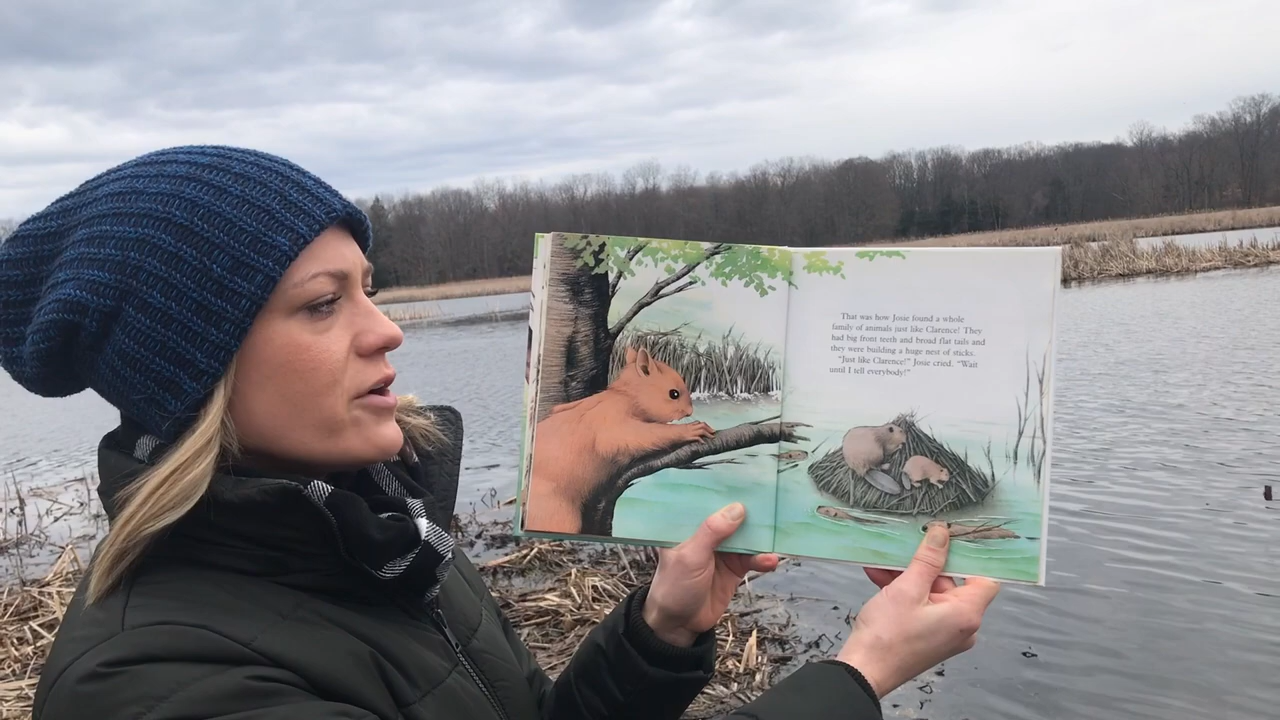 That was how Josie found a whole
family of animals just like Clarence! They
had big front teeth and broad flat tails and
they were building a huge nest of sticks.
"Just like Clarence!" Josie cried. "Wait
until I tell everybody!"